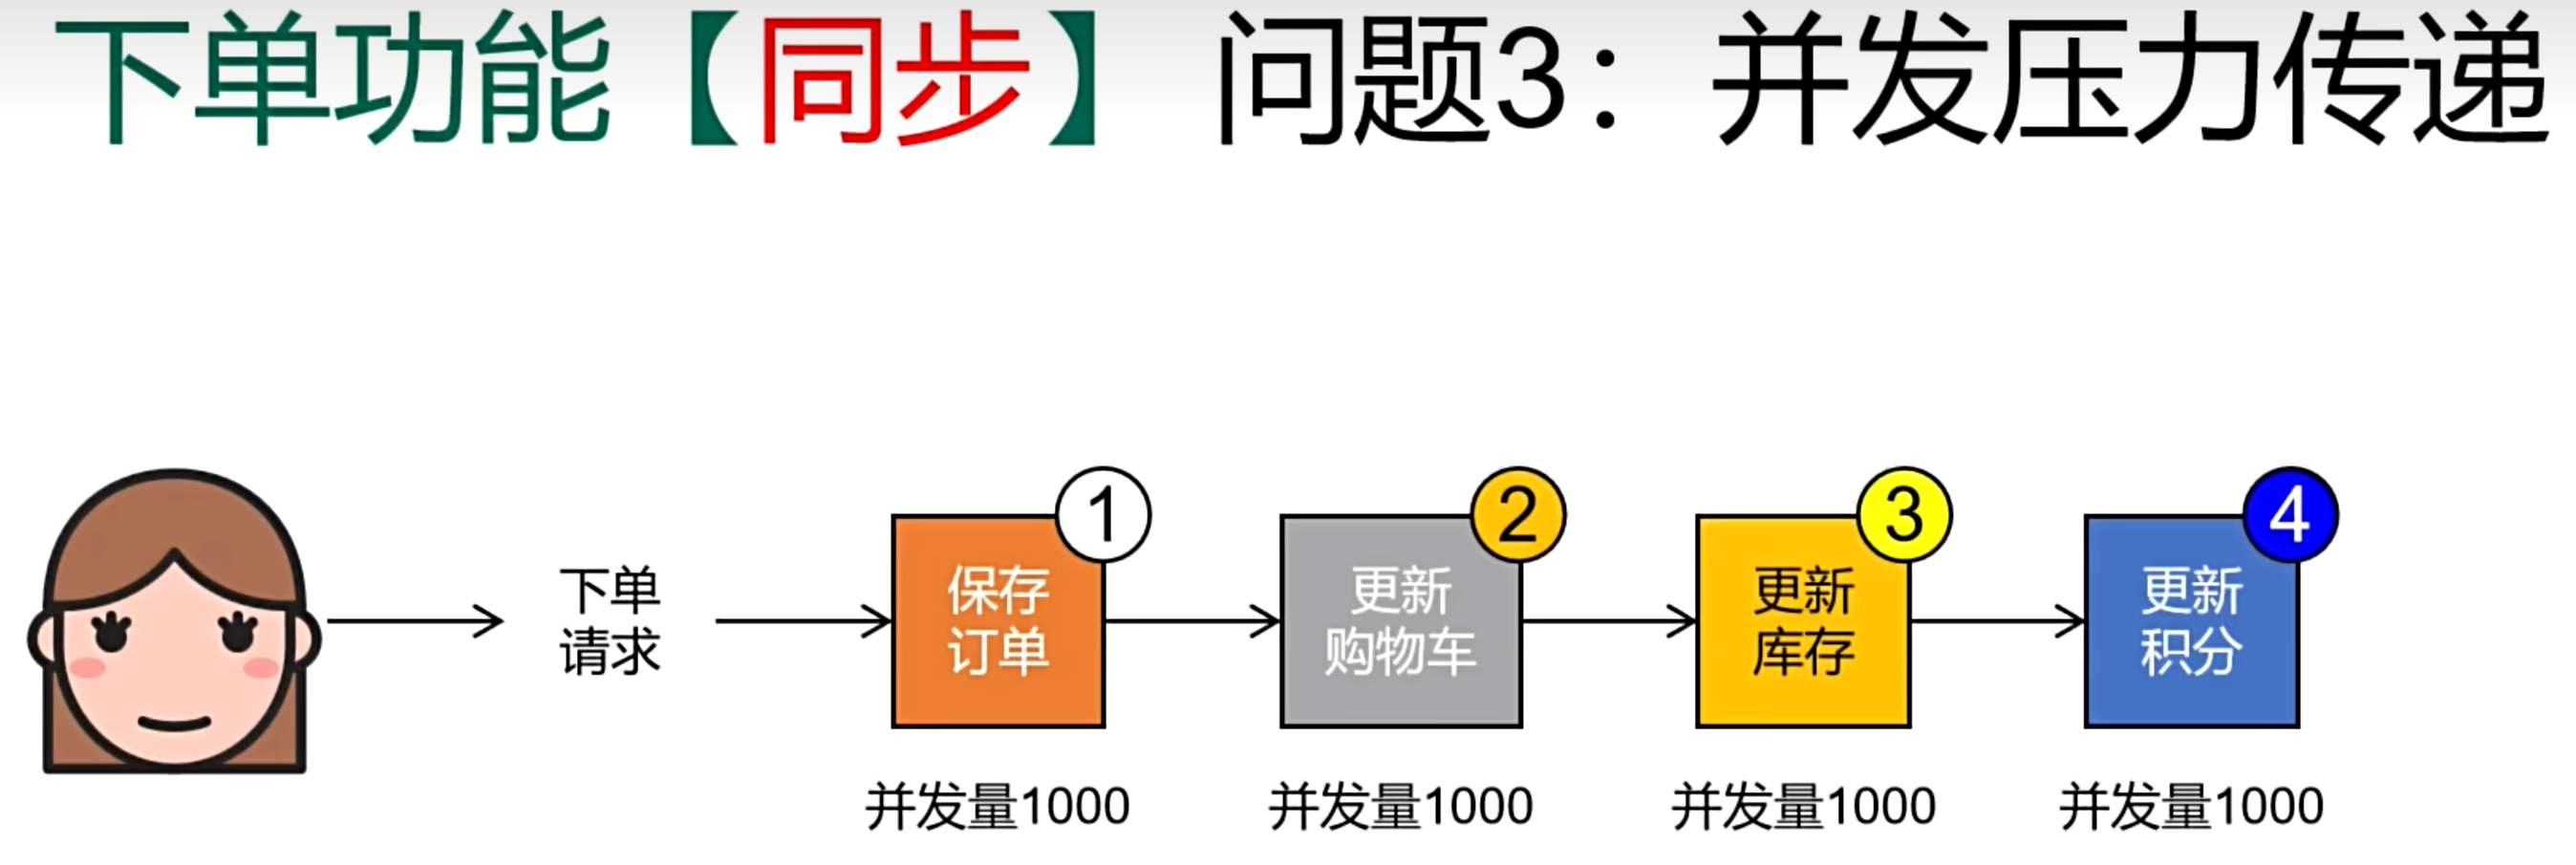 下单功能【同步】 问题3：并发压力传递
下单
请求
1
保存
订单
2
更新
购物车
3
更新
库存
4
更新
积分
并发量1000
并发量1000
并发量1000
并发量1000